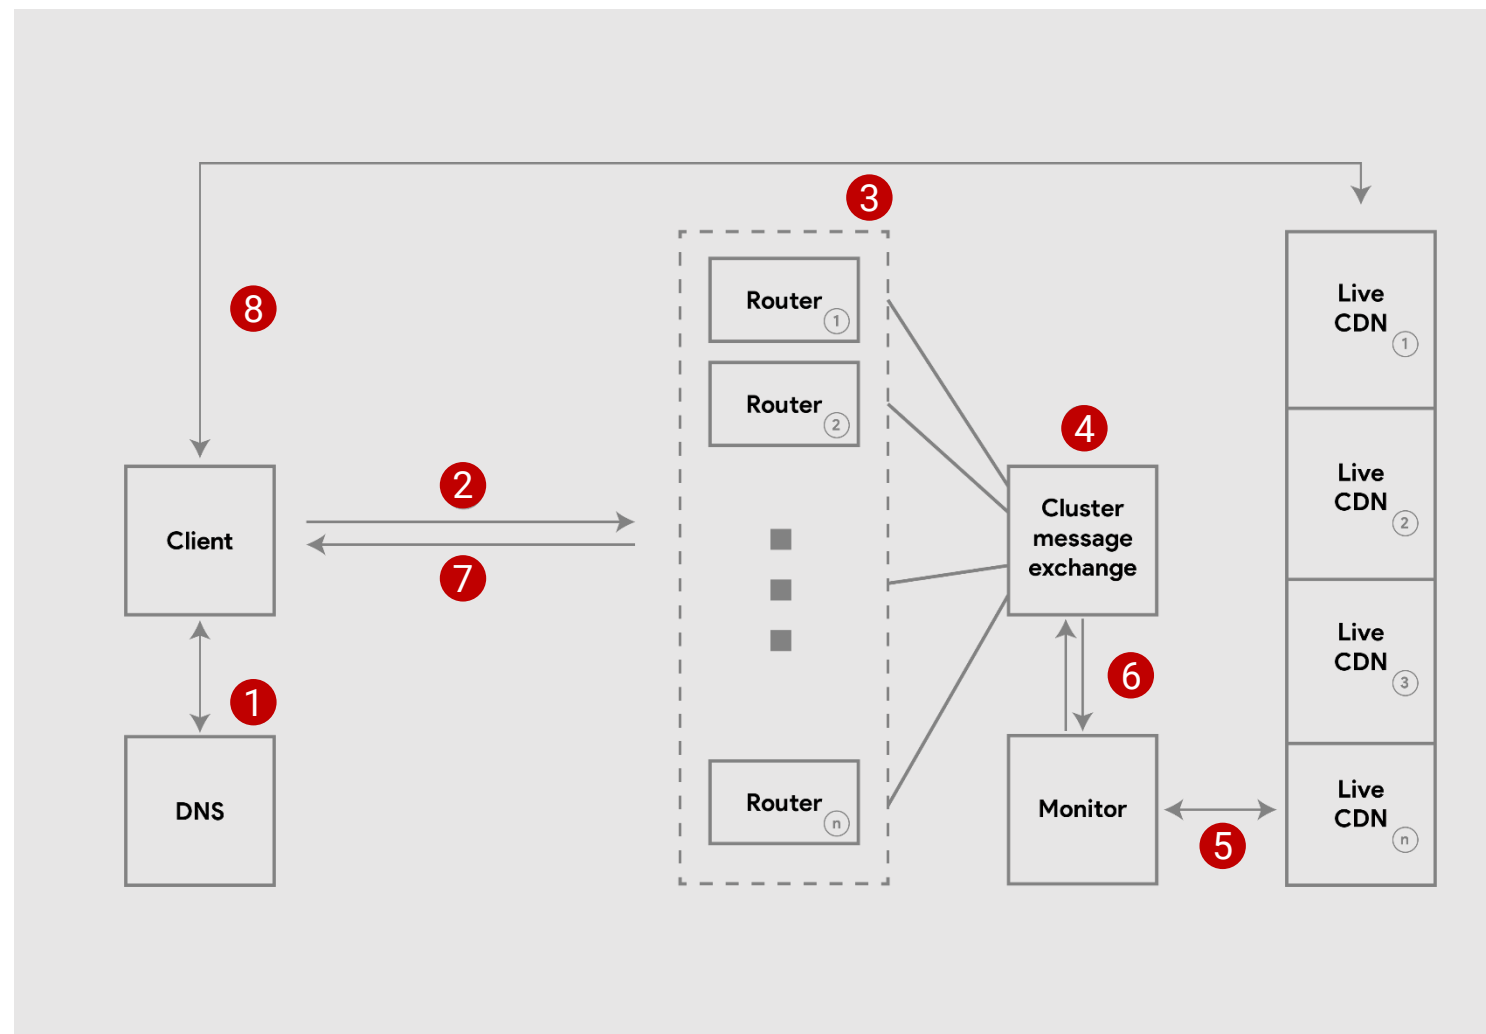 3
8
Router
1
Router
2
Router
n
4
Cluster
message
exchange
Live
CDN
1
Live
CDN
2
Live
CDN
3
Live
CDN
n
2
7
Client
1
DNS
6
Monitor
5